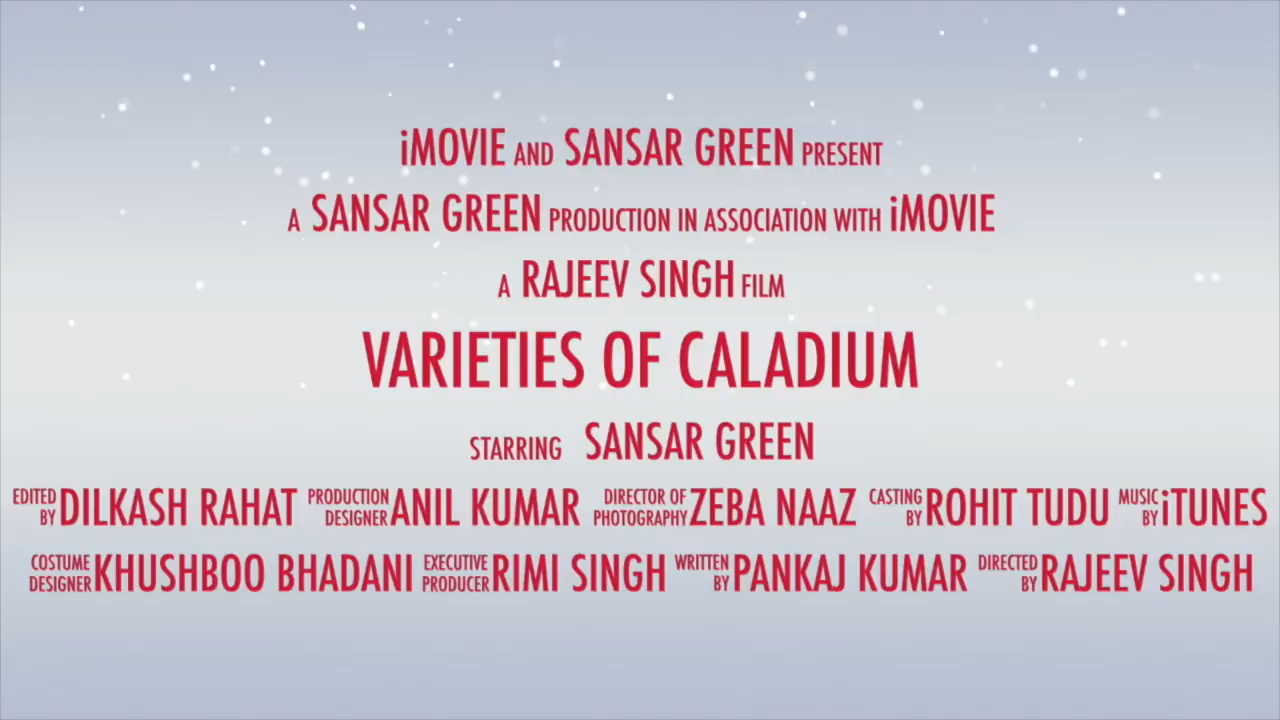 iMOVIE AND SANSAR GREEN PRESENT
A SANSAR GREEN PRODUCTION IN ASSOCIATION WITH iMOVIE
A RAJEEV SINGH FILM
VARIETIES OF CALADIUM
STARRING SANSAR GREEN
EDITED BY DILKASH RAHAT PRODUCTION DESIGNER ANIL KUMAR DIRECTOR OF PHOTOGRAPHY ZEBA NAAZ CASTING BY ROHIT TUDU MUSIC BY iTUNES
COSTUME DESIGNER KHUSHBOO BHADANI EXECUTIVE PRODUCER RIMI SINGH WRITTEN BY PANKAJ KUMAR DIRECTED BY RAJEEV SINGH